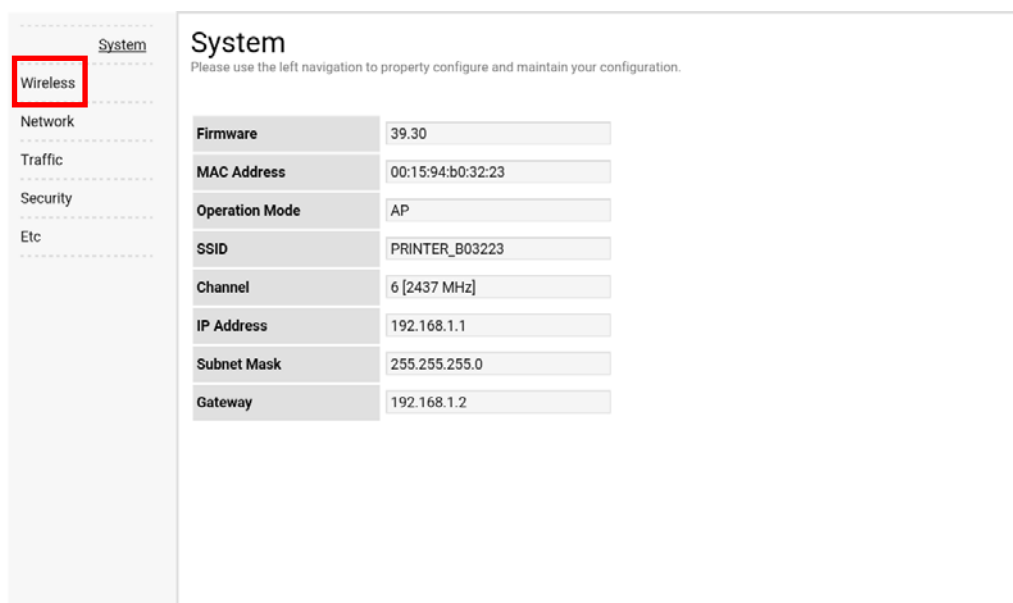 System
Wireless
Network
Traffic
Security
Etc
System
Please use the left navigation to property configure and maintain your configuration.
Firmware 39.30
MAC Address 00:15:94:b0:32:23
Operation Mode AP
SSID PRINTER_B03223
Channel 6 [2437 MHz]
IP Address 192.168.1.1
Subnet Mask 255.255.255.0
Gateway 192.168.1.2